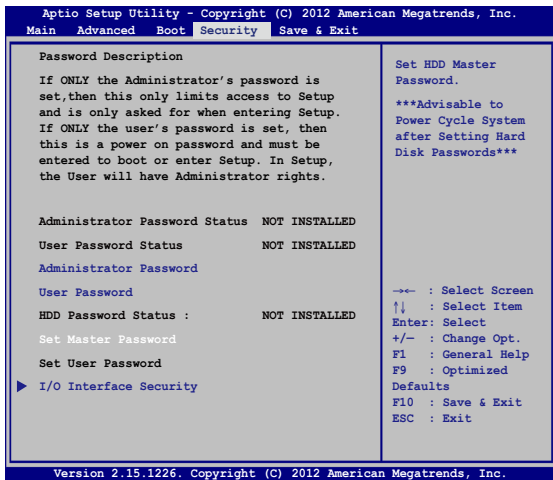 Aptio Setup Utility - Copyright (C) 2012 American Megatrends, Inc.
Main Advanced Boot Security Save & Exit
Password Description
If ONLY the Administrator's password is
set,then this only limits access to Setup
and is only asked for when entering Setup.
If ONLY the user's password is set, then
this is a power on password and must be
entered to boot or enter Setup. In Setup,
the User will have Administrator rights.
Administrator Password Status NOT INSTALLED
User Password Status NOT INSTALLED
Administrator Password
User Password
HDD Password Status : NOT INSTALLED
Set Master Password
Set User Password
I/O Interface Security
Set HDD Master
Password.
***Advisable to
Power Cycle System
after Setting Hard
Disk Passwords***
→← : Select Screen
↑↓ : Select Item
Enter: Select
+/— : Change Opt.
F1 : General Help
F9 : Optimized
Defaults
F10 : Save & Exit
ESC : Exit
Version 2.15.1226. Copyright (C) 2012 American Megatrends, Inc.